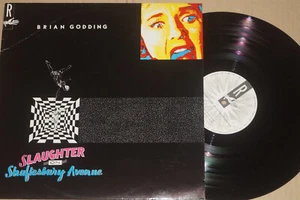 R
BRIAN GODDING
SLAUGHTER
ON
Shaftesbury Avenue
R